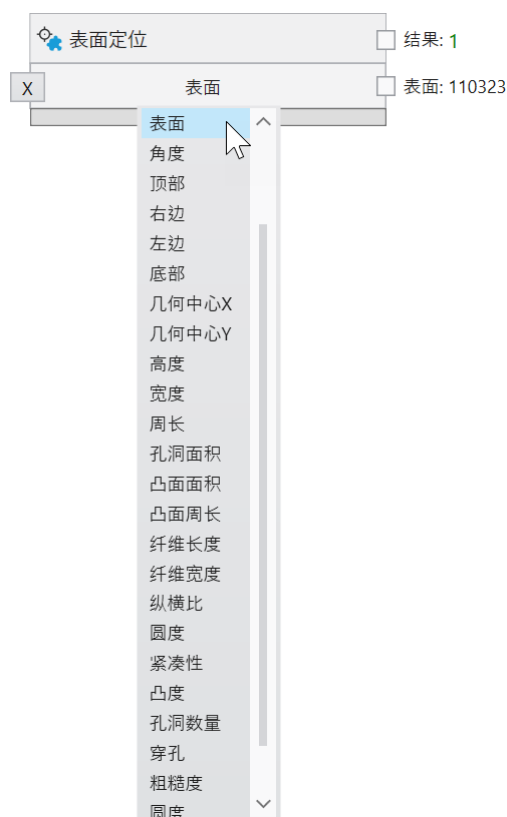 表面定位
结果: 1
X
表面
表面: 110323
表面
角度
顶部
右边
左边
底部
几何中心X
几何中心Y
高度
宽度
周长
孔洞面积
凸面面积
凸面周长
纤维长度
纤维宽度
纵横比
圆度
紧凑性
凸度
孔洞数量
穿孔
粗糙度
圆度